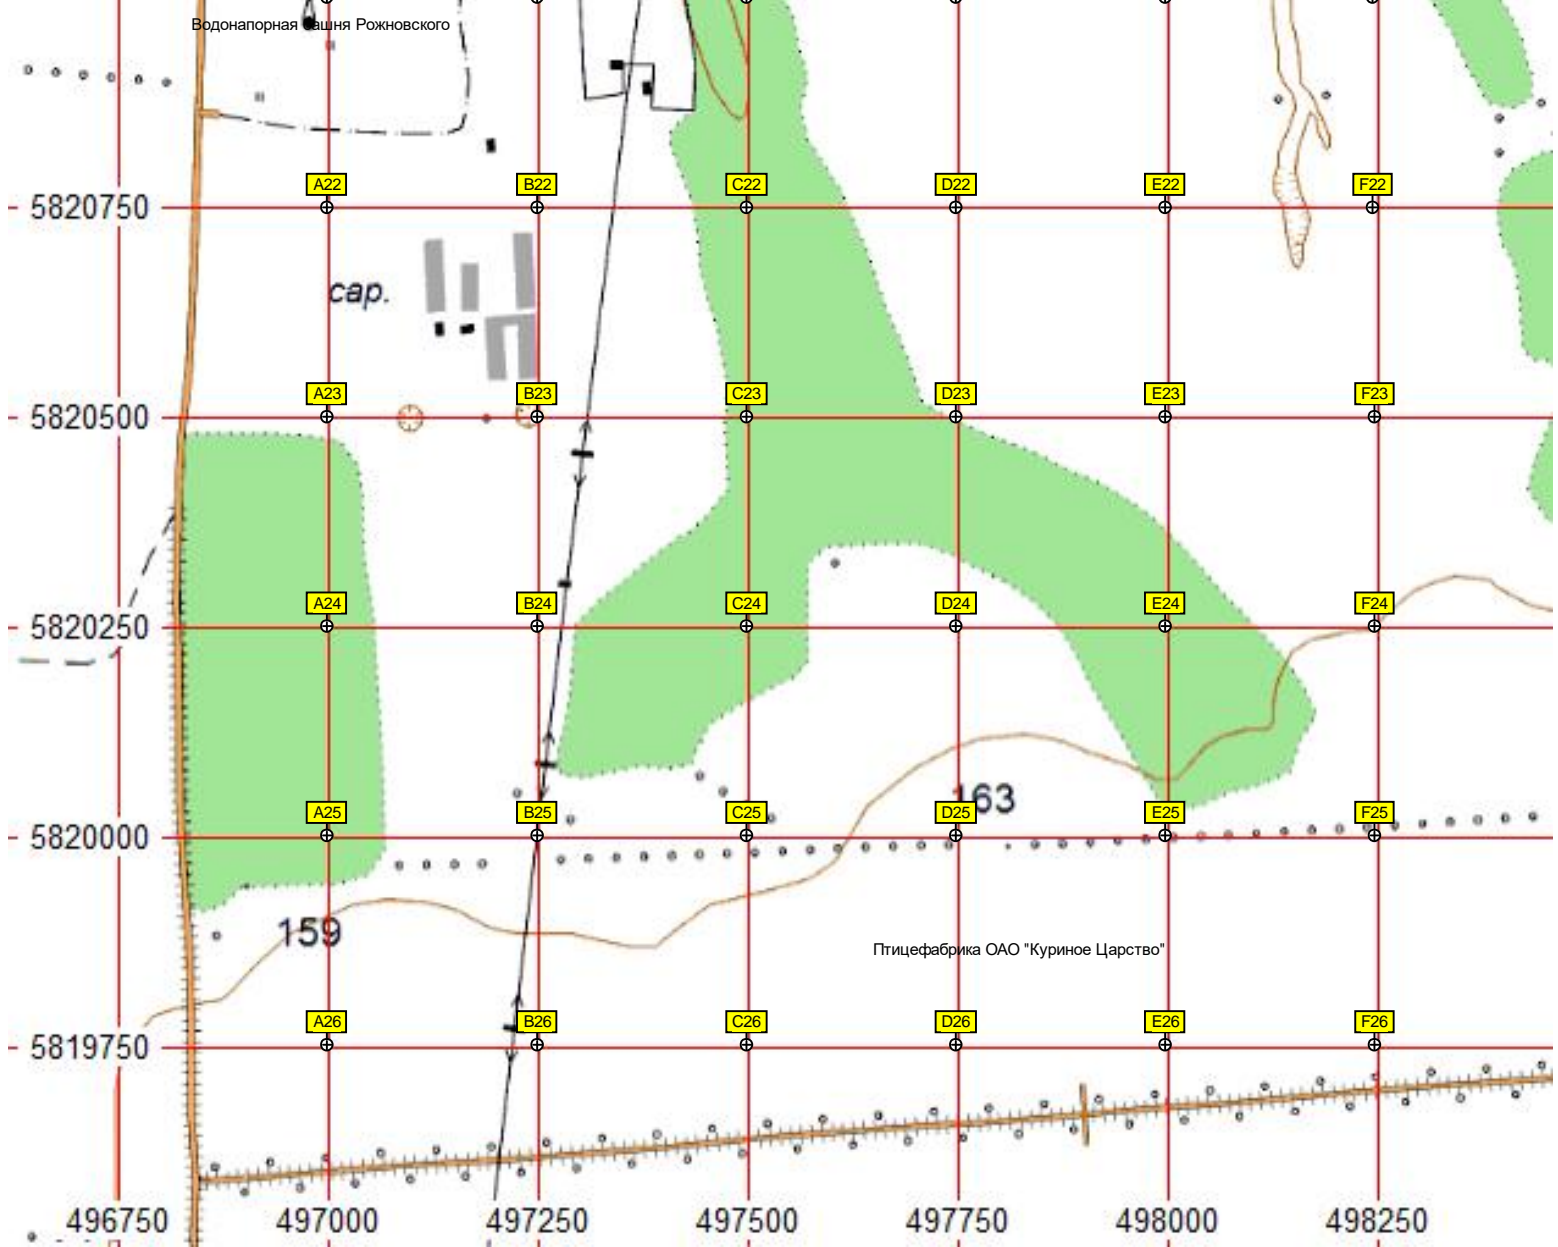 Водонапорная башня Рожновского
A22 B22 C22 D22 E22 F22
5820750
сар.
A23 B23 C23 D23 E23 F23
5820500
A24 B24 C24 D24 E24 F24
5820250
163
A25 B25 C25 D25 E25 F25
5820000
159
Птицефабрика ОАО "Куриное Царство"
A26 B26 C26 D26 E26 F26
5819750
496750 497000 497250 497500 497750 498000 498250